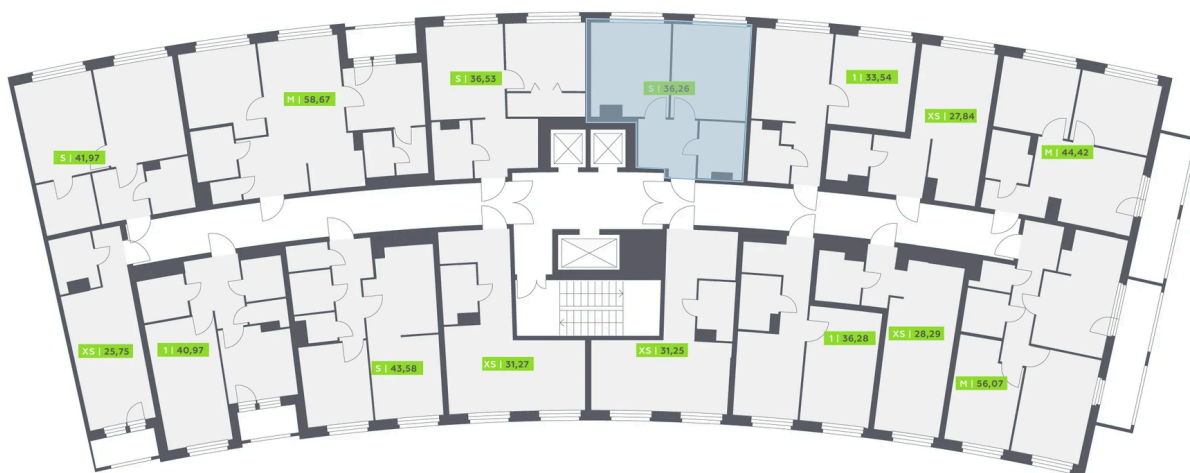 S | 36,53
S | 36,26
1 | 33,54
M | 58,67
XS | 27,84
M | 44,42
S | 41,97
XS | 25,75
1 | 40,97
S | 43,58
XS | 31,27
XS | 31,25
1 | 36,28
XS | 28,29
M | 56,07